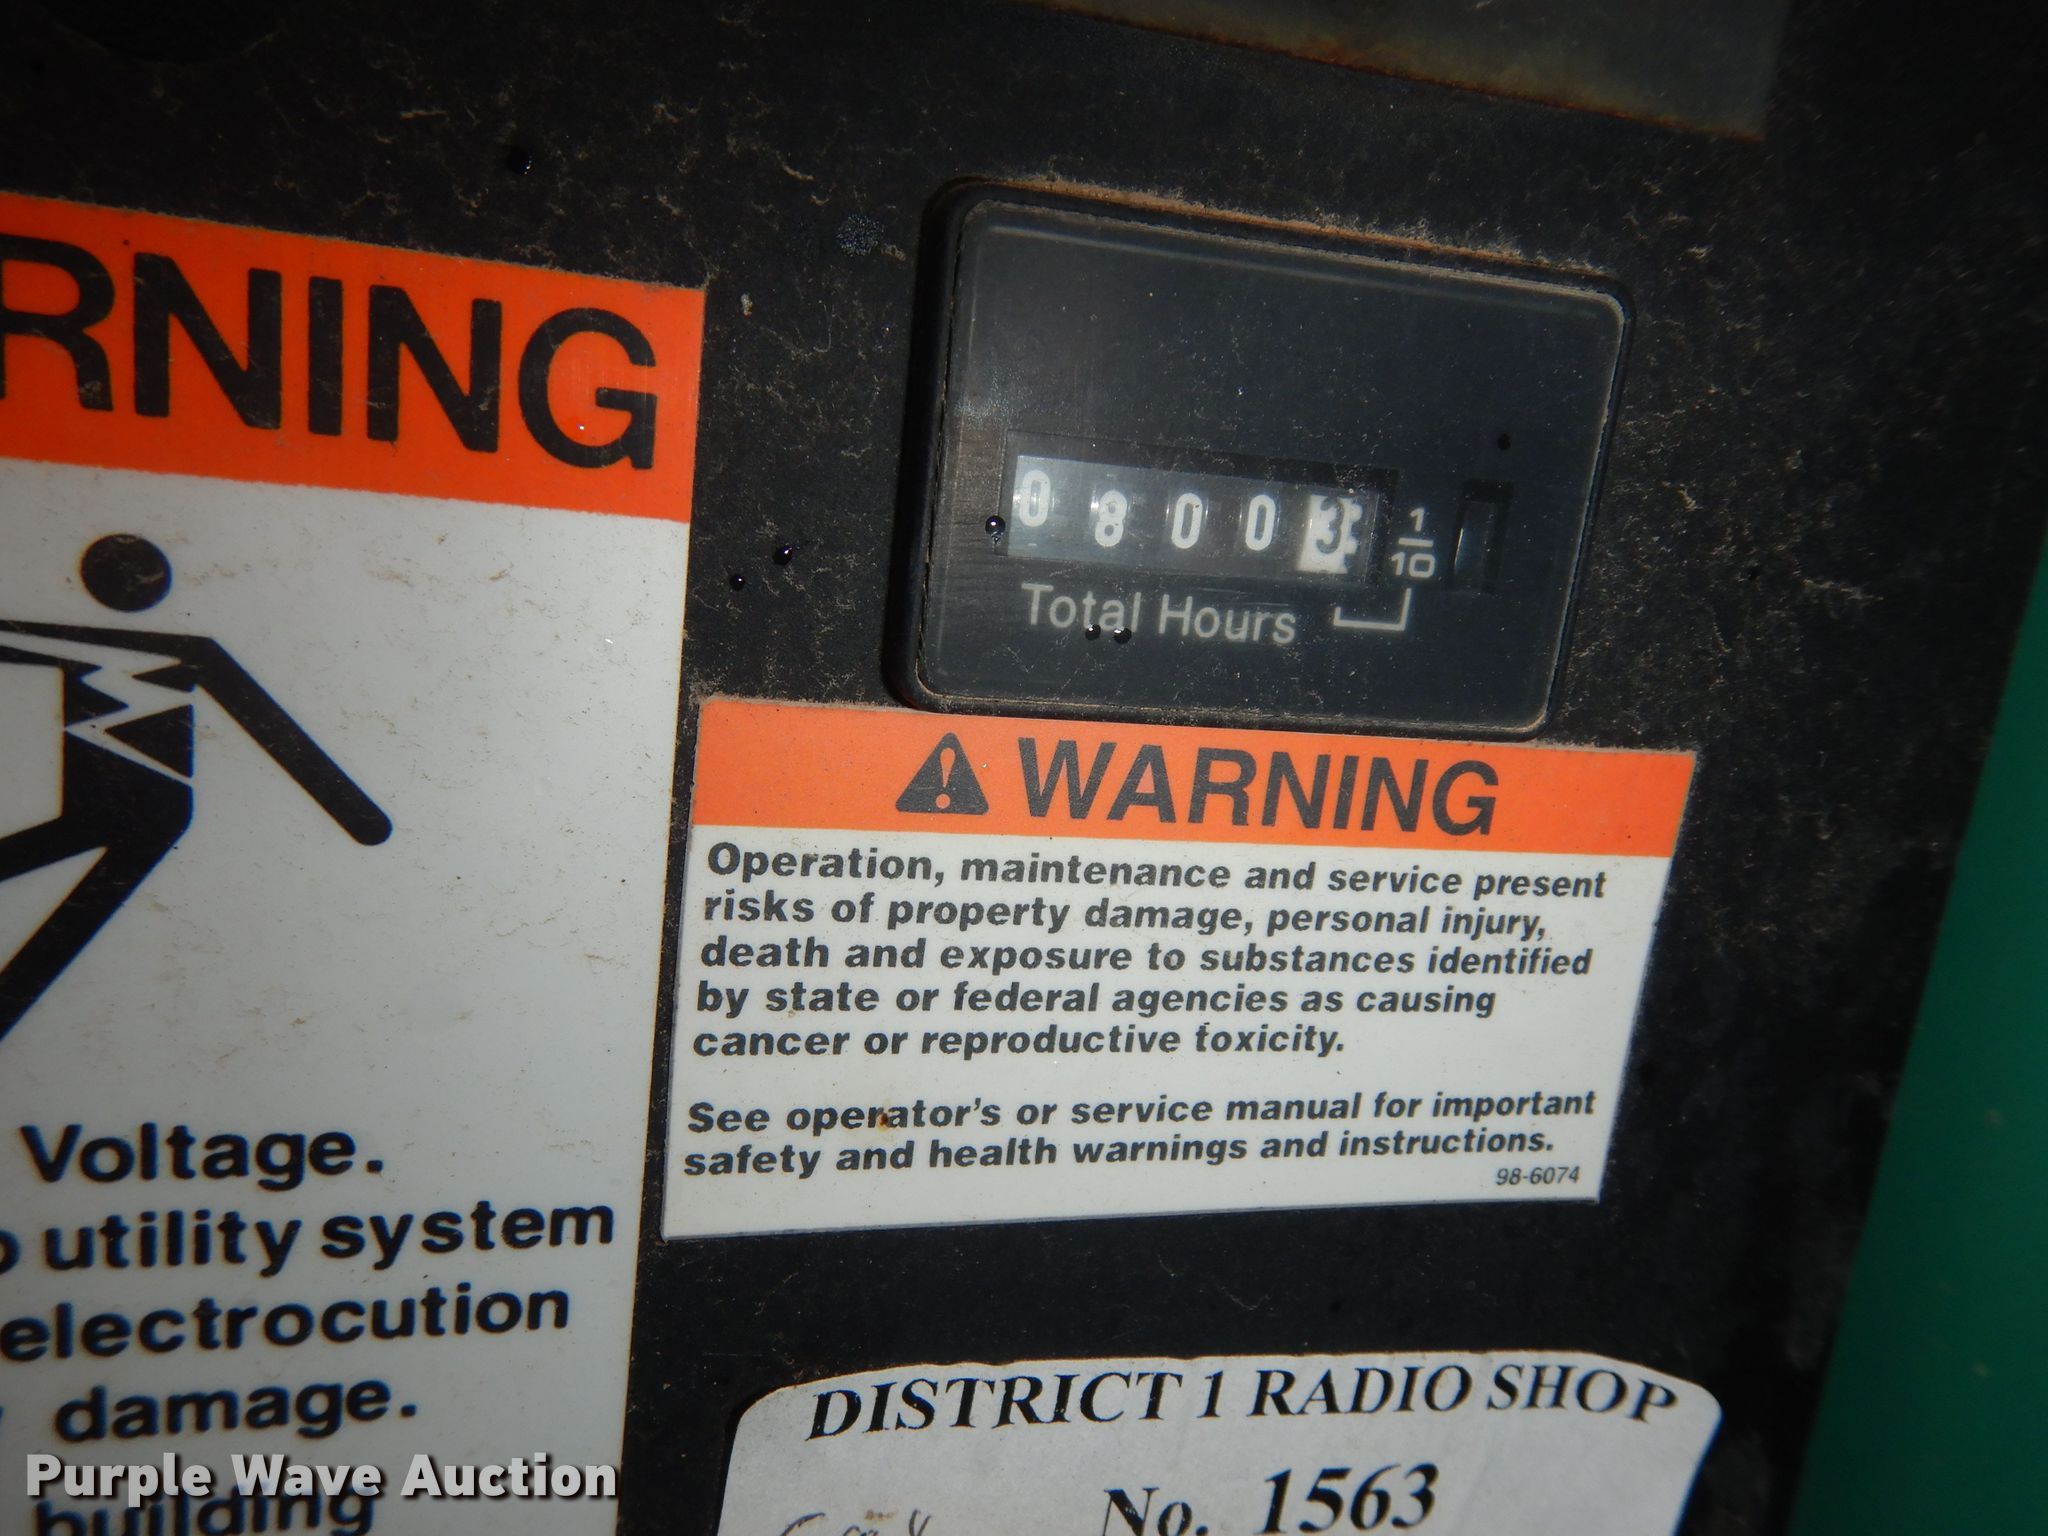 RNING
08003
1
10
Total Hours
WARNING
Operation, maintenance and service present
risks of property damage, personal injury,
death and exposure to substances identified
by state or federal agencies as causing
cancer or reproductive toxicity.
See operator's or service manual for important
safety and health warnings and instructions.
98-6074
Voltage.
utility system
electrocution
damage.
building
DISTRICT 1 RADIO SHOP
No. 1563
Purple Wave Auction